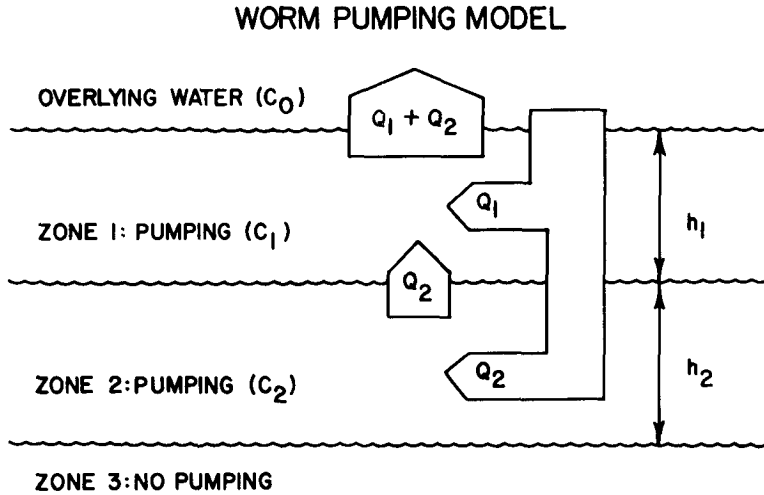 WORM PUMPING MODEL
OVERLYING WATER (C₀)
Q₁ + Q₂
Q₁
ZONE 1: PUMPING (C₁)
h₁
Q₂
Q₂
h₂
ZONE 2: PUMPING (C₂)
ZONE 3: NO PUMPING